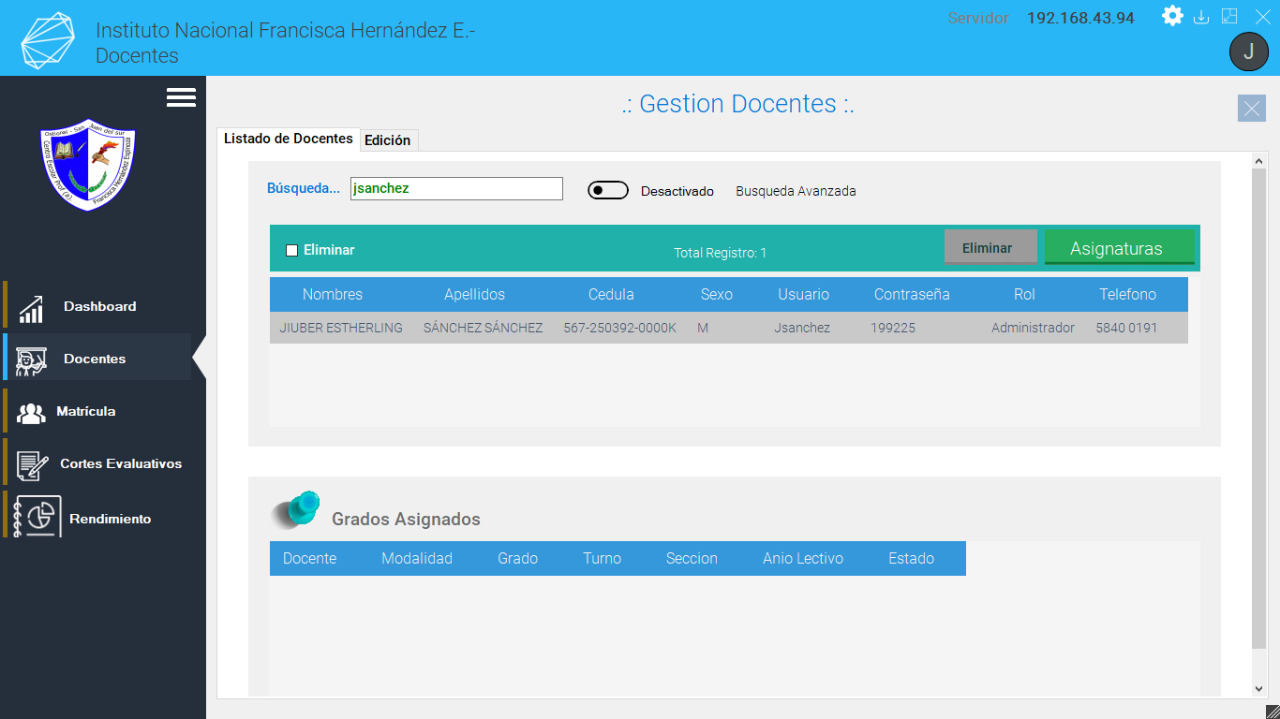 Instituto Nacional Francisca Hernández E.-
Docentes
Servidor 192.168.43.94
J
.: Gestion Docentes :.
Listado de Docentes Edición
Búsqueda... jsanchez Desactivado Busqueda Avanzada
Eliminar Total Registro: 1 Eliminar Asignaturas
Nombres Apellidos Cedula Sexo Usuario Contraseña Rol Telefono
JIUBER ESTHERLING SÁNCHEZ SÁNCHEZ 567-250392-0000K M Jsanchez 199225 Administrador 5840 0191
Dashboard
Docentes
Matrícula
Cortes Evaluativos
Rendimiento
Grados Asignados
Docente Modalidad Grado Turno Seccion Anio Lectivo Estado